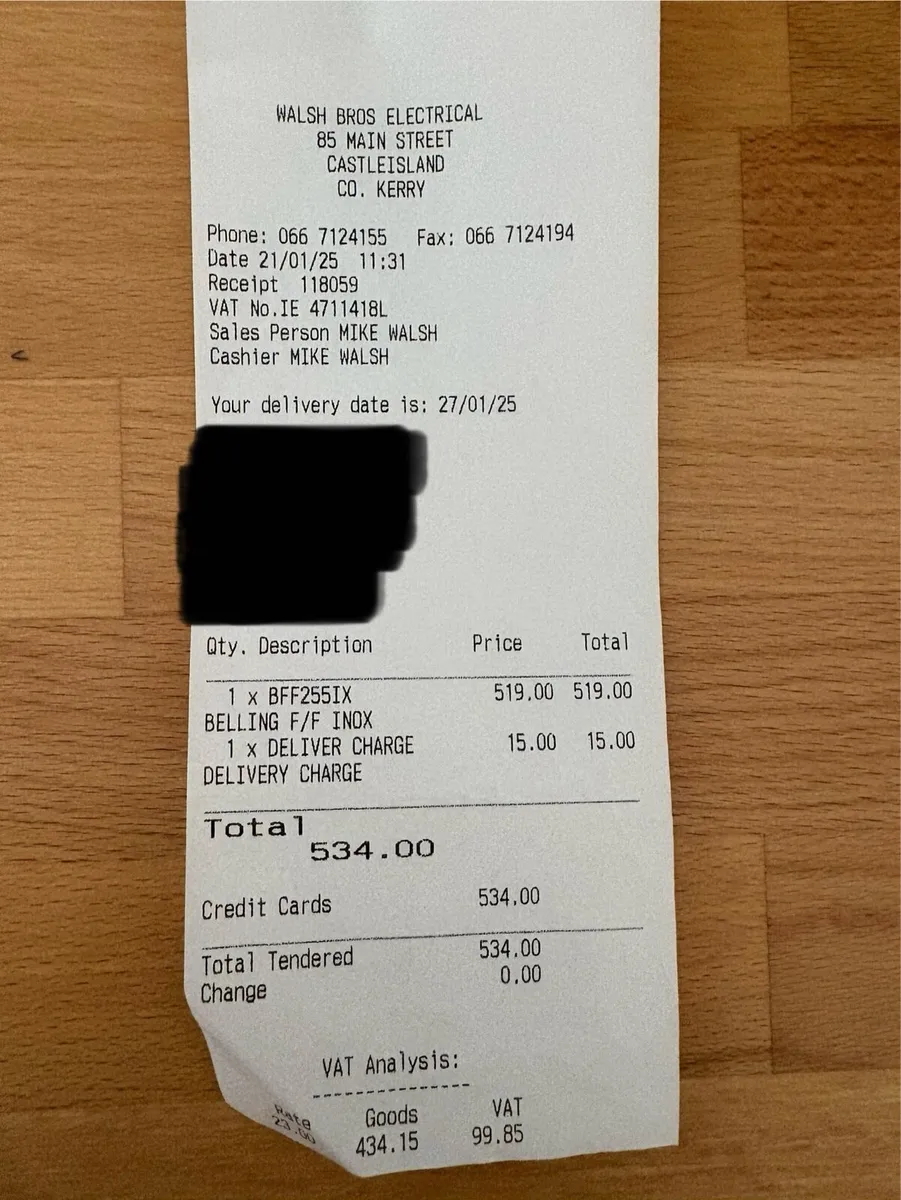 WALSH BROS ELECTRICAL
85 MAIN STREET
CASTLEISLAND
CO. KERRY
Phone: 066 7124155 Fax: 066 7124194
Date 21/01/25 11:31
Receipt 118059
VAT No.IE 4711418L
Sales Person MIKE WALSH
Cashier MIKE WALSH
Your delivery date is: 27/01/25
Qty. Description Price Total
1 x BFF255IX 519.00 519.00
BELLING F/F INOX
1 x DELIVER CHARGE 15.00 15.00
DELIVERY CHARGE
Total
534.00
Credit Cards 534.00
Total Tendered 534.00
Change 0.00
VAT Analysis:
Rate Goods VAT
23.00 434.15 99.85